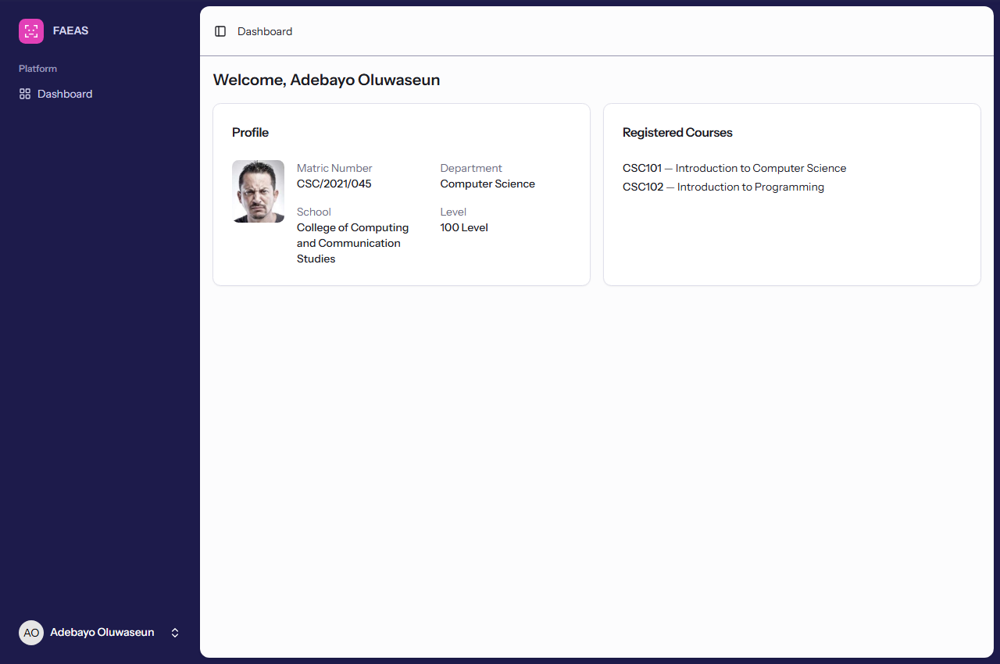 FAEAS
Platform
Dashboard
Adebayo Oluwaseun
AO
Dashboard
Welcome, Adebayo Oluwaseun
Profile
Matric Number
CSC/2021/045
Department
Computer Science
School
College of Computing
and Communication
Studies
Level
100 Level
Registered Courses
CSC101 — Introduction to Computer Science
CSC102 — Introduction to Programming